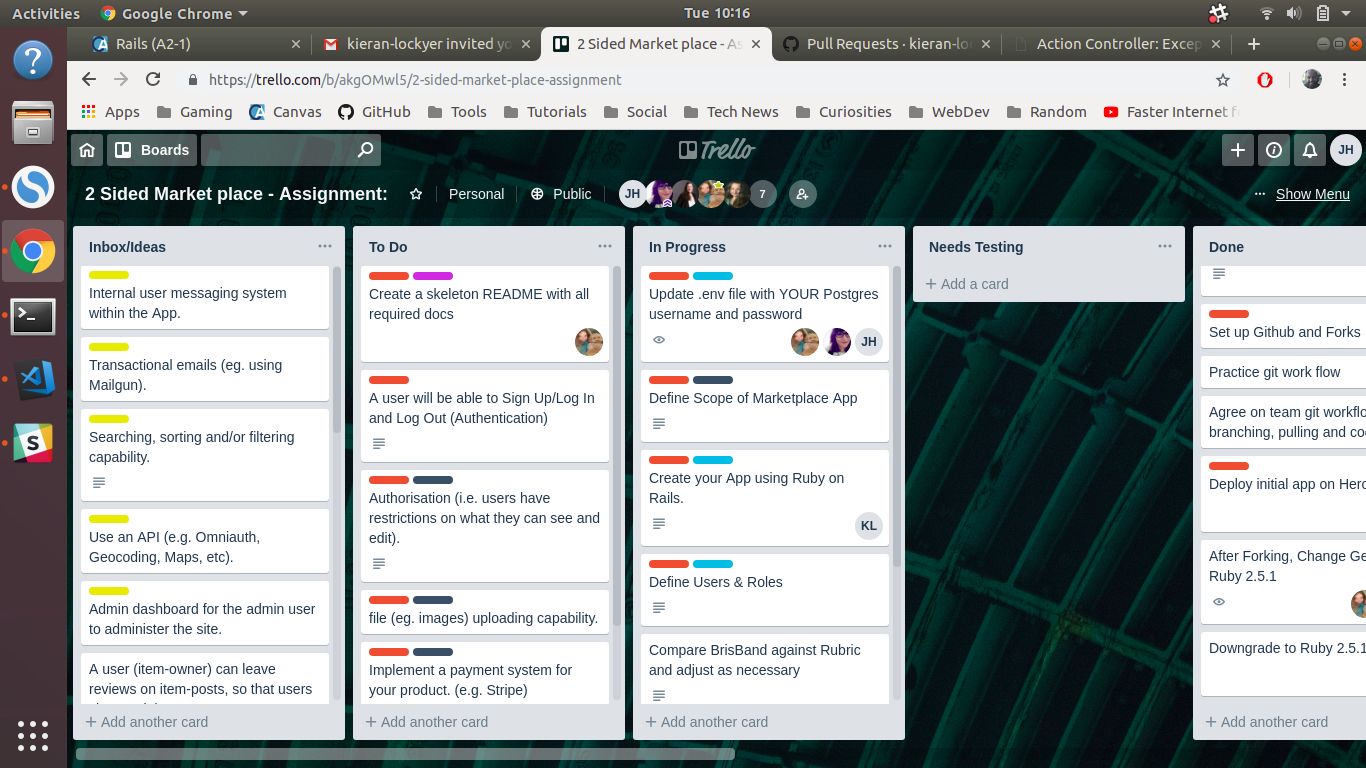 Activities
Google Chrome
Tue 10:16
Rails (A2-1)
kieran-lockyer invited yo
2 Sided Market place - As
Pull Requests · kieran-loc
Action Controller: Excep
https://trello.com/b/akgOMwl5/2-sided-market-place-assignment
Apps
Gaming
Canvas
GitHub
Tools
Tutorials
Social
Tech News
Curiosities
WebDev
Random
Faster Internet f
Boards
Trello
JH
2 Sided Market place - Assignment:
Personal
Public
JH
7
Show Menu
Inbox/Ideas
Internal user messaging system
within the App.
Transactional emails (eg. using
Mailgun).
Searching, sorting and/or filtering
capability.
Use an API (e.g. Omniauth,
Geocoding, Maps, etc).
Admin dashboard for the admin user
to administer the site.
A user (item-owner) can leave
reviews on item-posts, so that users
+ Add another card
To Do
Create a skeleton README with all
required docs
A user will be able to Sign Up/Log In
and Log Out (Authentication)
Authorisation (i.e. users have
restrictions on what they can see and
edit).
file (eg. images) uploading capability.
Implement a payment system for
your product. (e.g. Stripe)
+ Add another card
In Progress
Update .env file with YOUR Postgres
username and password
JH
Define Scope of Marketplace App
Create your App using Ruby on
Rails.
KL
Define Users & Roles
Compare BrisBand against Rubric
and adjust as necessary
+ Add another card
Needs Testing
+ Add a card
Done
Set up Github and Forks
Practice git work flow
Agree on team git workflo
branching, pulling and co
Deploy initial app on Hero
After Forking, Change Ge
Ruby 2.5.1
Downgrade to Ruby 2.5.1
+ Add another card